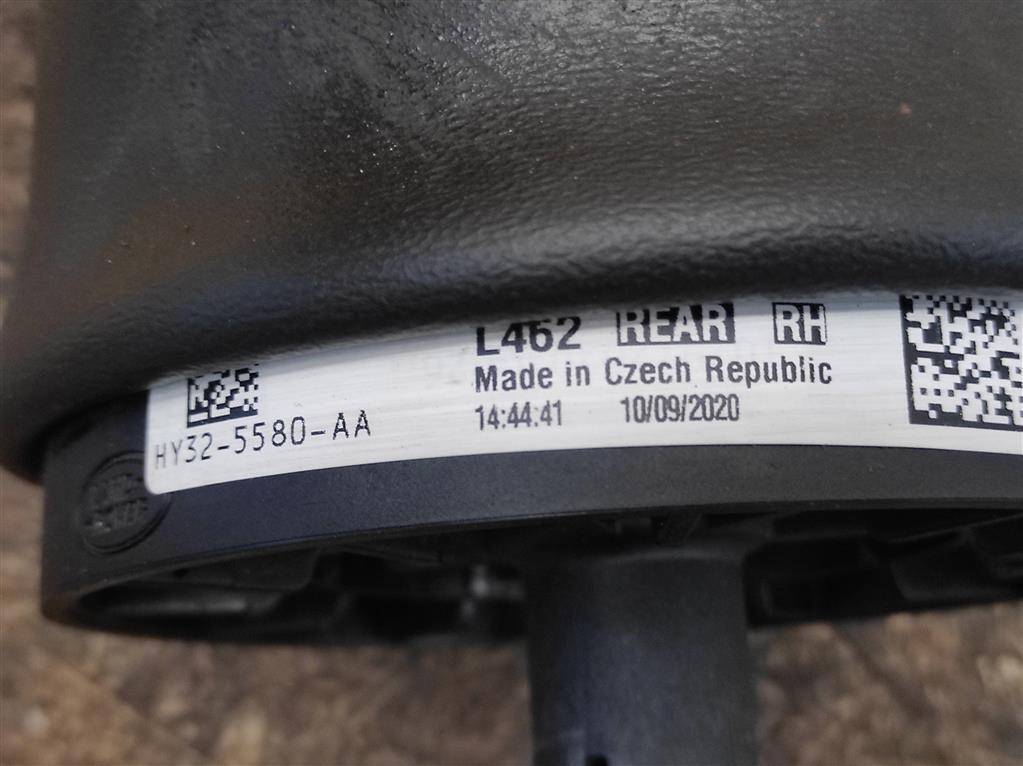 L462 REAR RH
Made in Czech Republic
14:44:41 10/09/2020
HY32-5580-AA